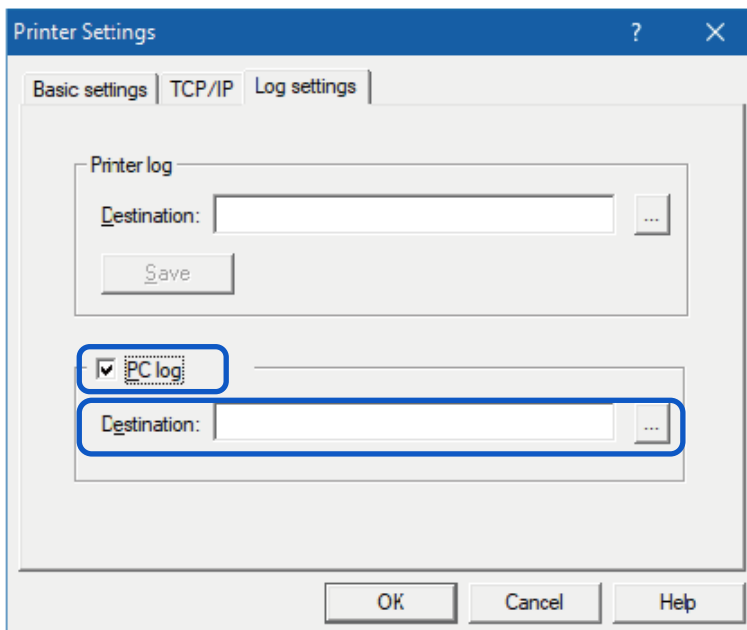 Printer Settings ? ×
Basic settings TCP/IP Log settings
Printer log
Destination: ...
Save
PC log
Destination: ...
OK Cancel Help